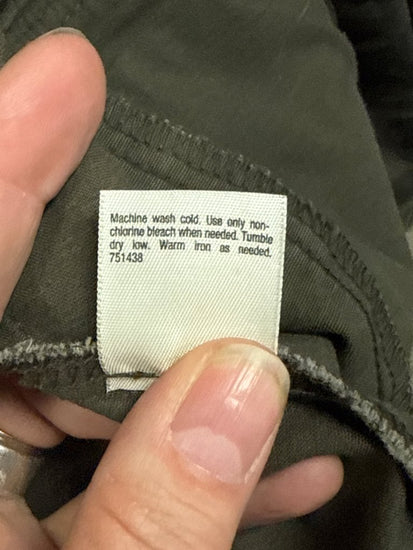 Machine wash cold. Use only non-
chlorine bleach when needed. Tumble
dry low. Warm iron as needed.
751438